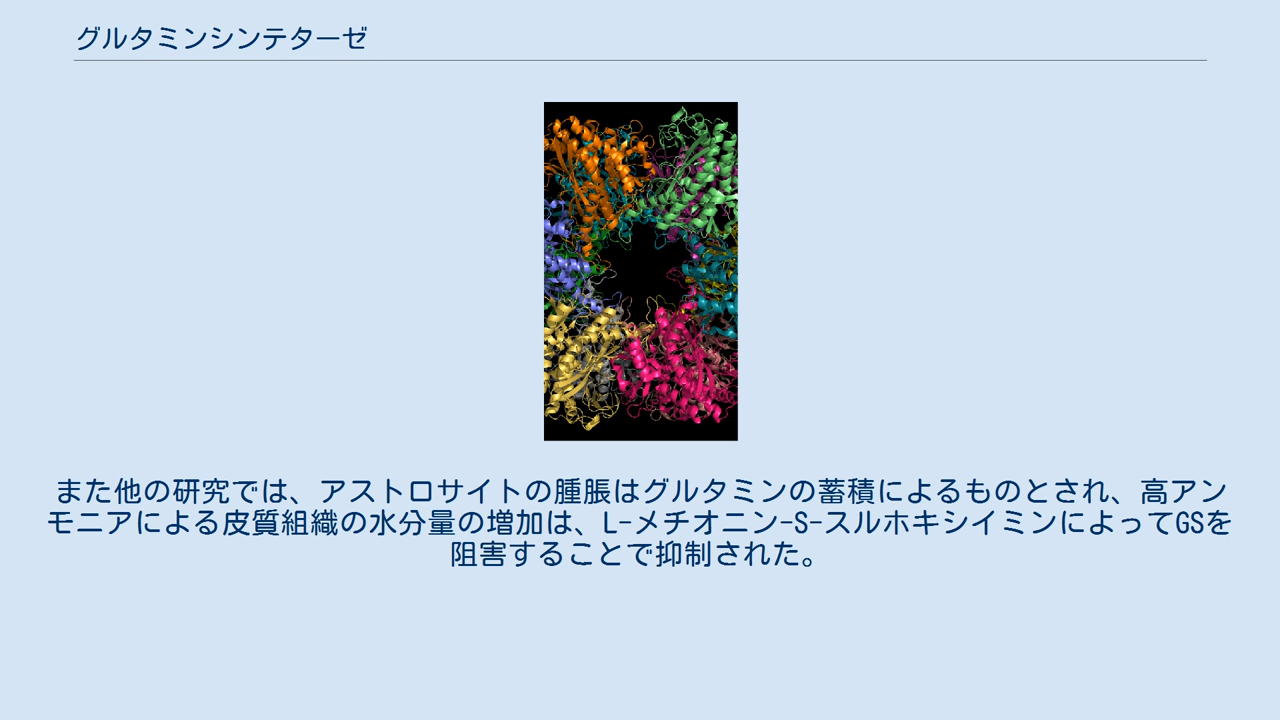 グルタミンシンテターゼ
また他の研究では、アストロサイトの腫脹はグルタミンの蓄積によるものとされ、高アン
モニアによる皮質組織の水分量の増加は、L-メチオニン-S-スルホキシイミンによってGSを
阻害することで抑制された。